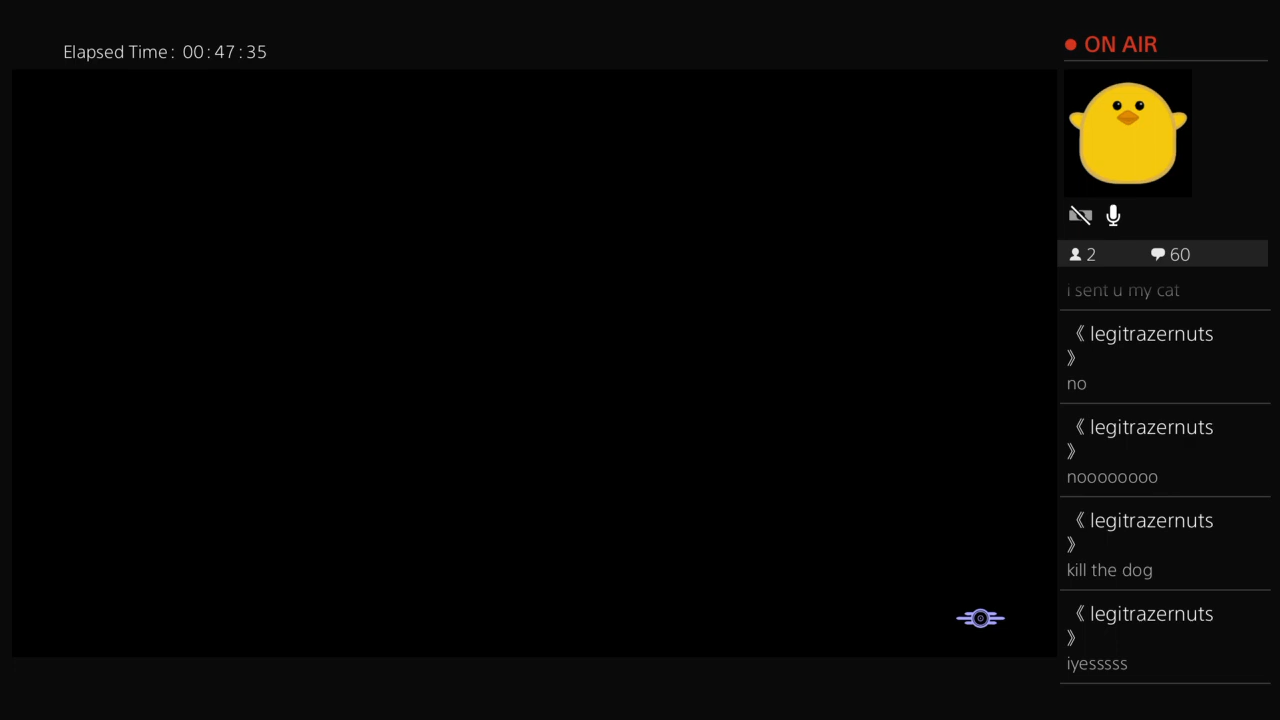 Elapsed Time: 00:47:35
ON AIR
2 60
i sent u my cat
《 legitrazernuts
》
no
《 legitrazernuts
》
noooooooo
《 legitrazernuts
》
kill the dog
《 legitrazernuts
》
iyesssss